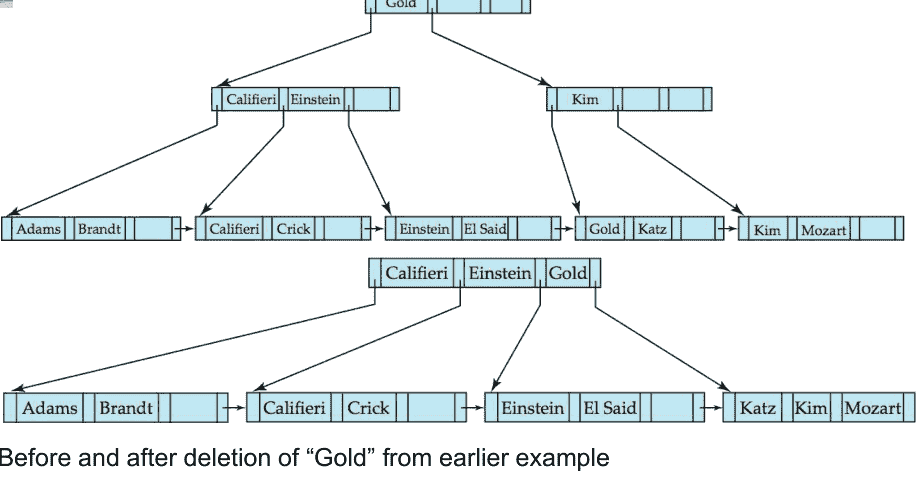 Gold
Califieri Einstein Kim
Adams Brandt Califieri Crick Einstein El Said Gold Katz Kim Mozart
Califieri Einstein Gold
Adams Brandt Califieri Crick Einstein El Said Katz Kim Mozart
Before and after deletion of “Gold” from earlier example